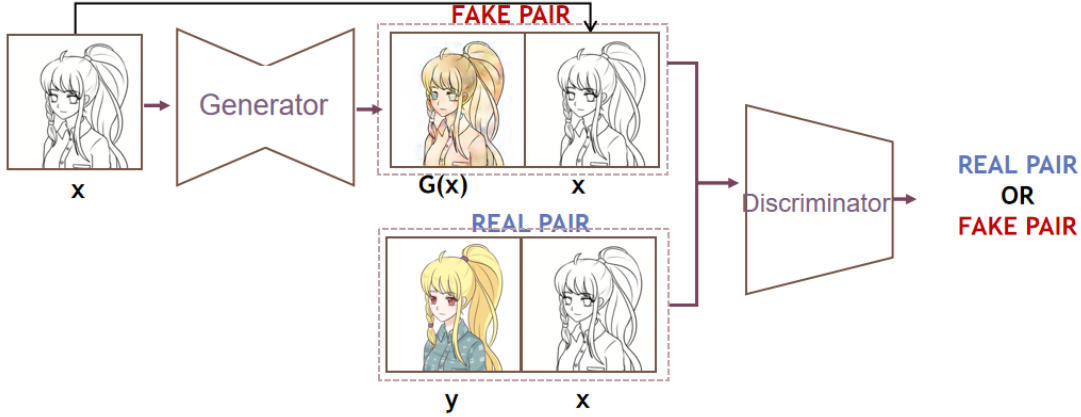 FAKE PAIR
Generator
x
G(x)
x
REAL PAIR
y
x
Discriminator
REAL PAIR
OR
FAKE PAIR